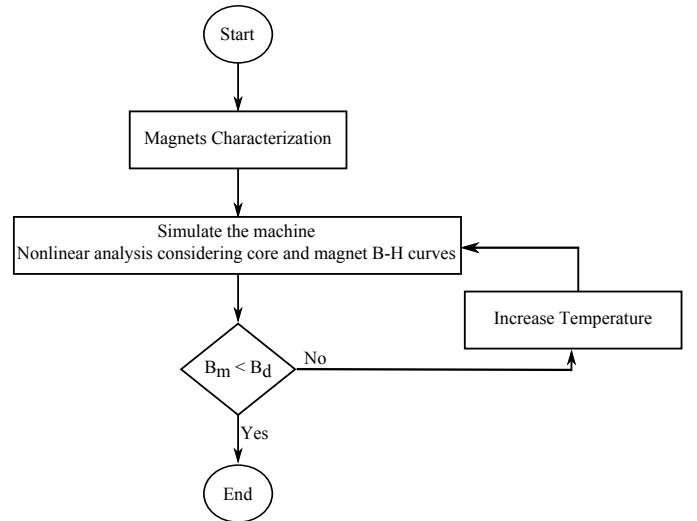 Start
Magnets Characterization
Simulate the machine
Nonlinear analysis considering core and magnet B-H curves
Increase Temperature
Bm < Bd
No
Yes
End